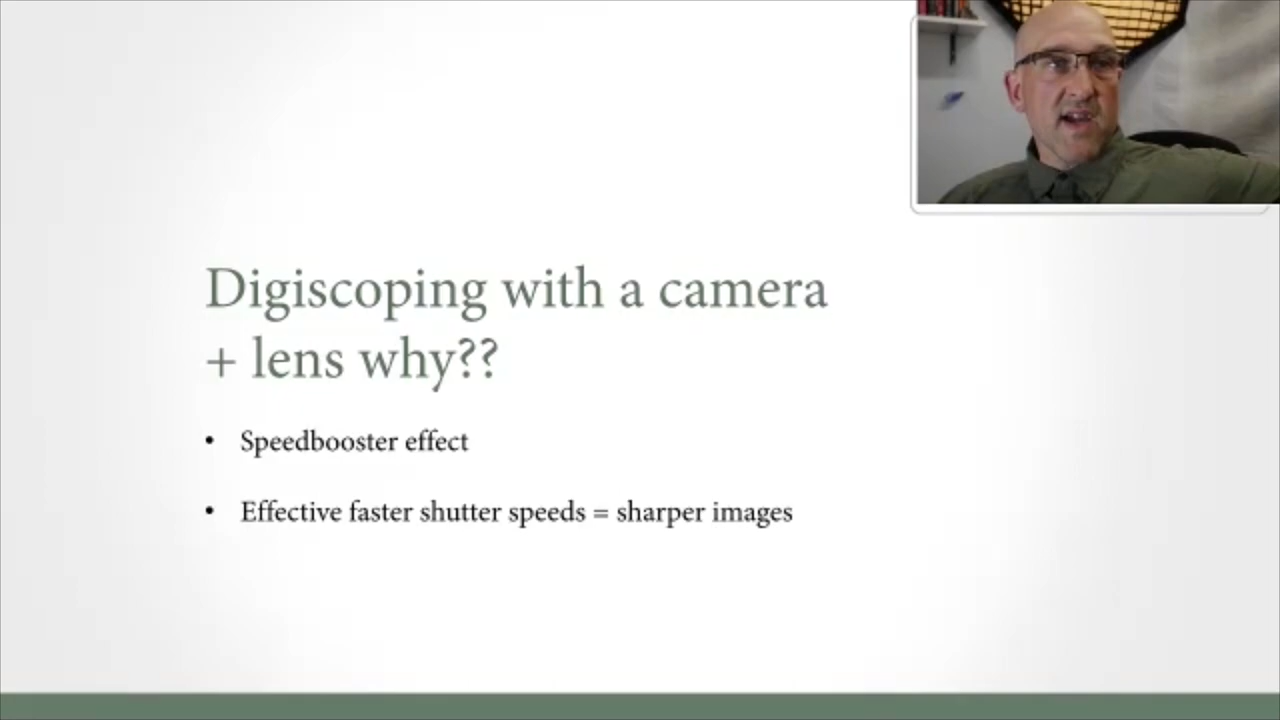 Digiscoping with a camera
+ lens why??
• Speedbooster effect
• Effective faster shutter speeds = sharper images